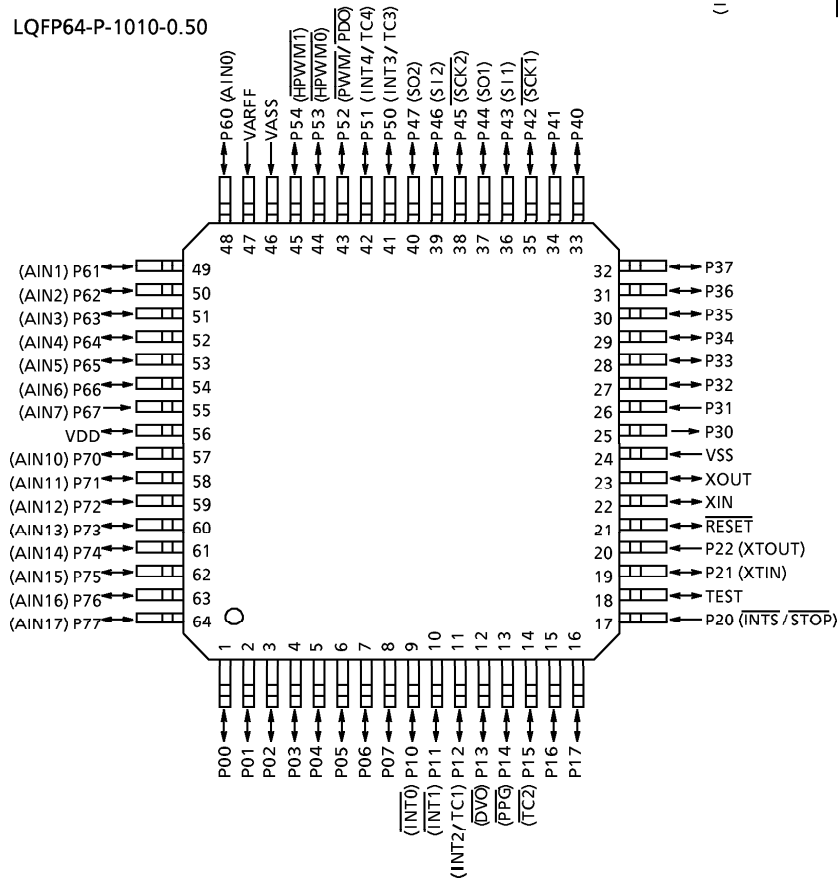 LQFP64-P-1010-0.50
P60 (AIN0)
VARFF
VASS
P54 (HPWM1)
P53 (HPWM0)
P52 (PWM/PDO)
P51 (INT4/TC4)
P50 (INT3/TC3)
P47 (SO2)
P46 (SI2)
P45 (SCK2)
P44 (SO1)
P43 (SI1)
P42 (SCK1)
P41
P40
48 47 46 45 44 43 42 41 40 39 38 37 36 35 34 33
(AIN1) P61 49
(AIN2) P62 50
(AIN3) P63 51
(AIN4) P64 52
(AIN5) P65 53
(AIN6) P66 54
(AIN7) P67 55
VDD 56
(AIN10) P70 57
(AIN11) P71 58
(AIN12) P72 59
(AIN13) P73 60
(AIN14) P74 61
(AIN15) P75 62
(AIN16) P76 63
(AIN17) P77 64
32 P37
31 P36
30 P35
29 P34
28 P33
27 P32
26 P31
25 P30
24 VSS
23 XOUT
22 XIN
21 RESET
20 P22 (XTOUT)
19 P21 (XTIN)
18 TEST
17 P20 (INTS/STOP)
1 2 3 4 5 6 7 8 9 10 11 12 13 14 15 16
P00
P01
P02
P03
P04
P05
P06
P07
(INT0) P10
(INT1) P11
(INT2/TC1) P12
(DVO) P13
(PPG) P14
(TC2) P15
P16
P17